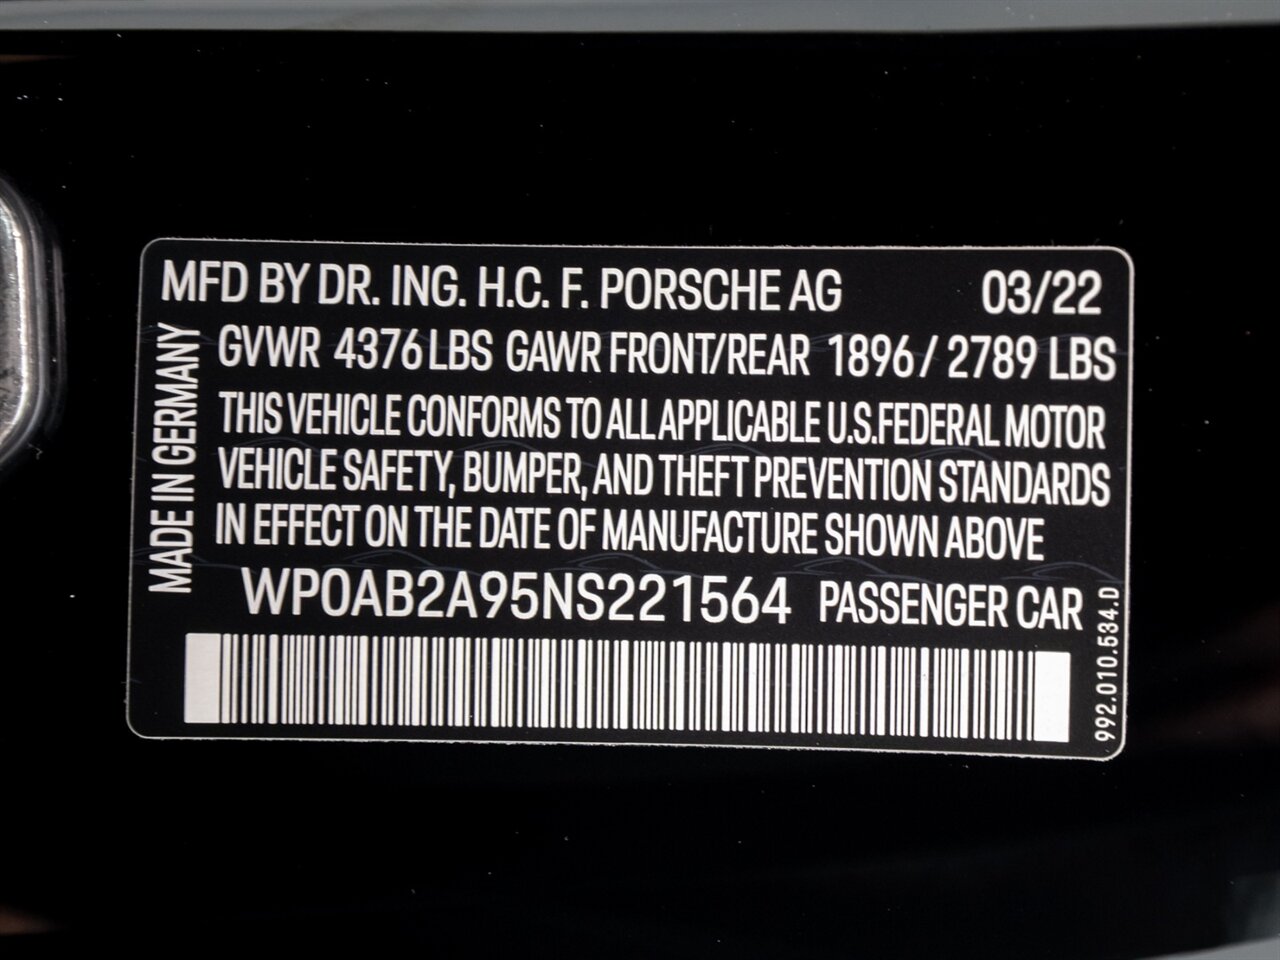 MFD BY DR. ING. H.C. F. PORSCHE AG 03/22
GVWR 4376 LBS GAWR FRONT/REAR 1896 / 2789 LBS
THIS VEHICLE CONFORMS TO ALL APPLICABLE U.S.FEDERAL MOTOR
VEHICLE SAFETY, BUMPER, AND THEFT PREVENTION STANDARDS
IN EFFECT ON THE DATE OF MANUFACTURE SHOWN ABOVE
WP0AB2A95NS221564 PASSENGER CAR
MADE IN GERMANY
992.010.534.D